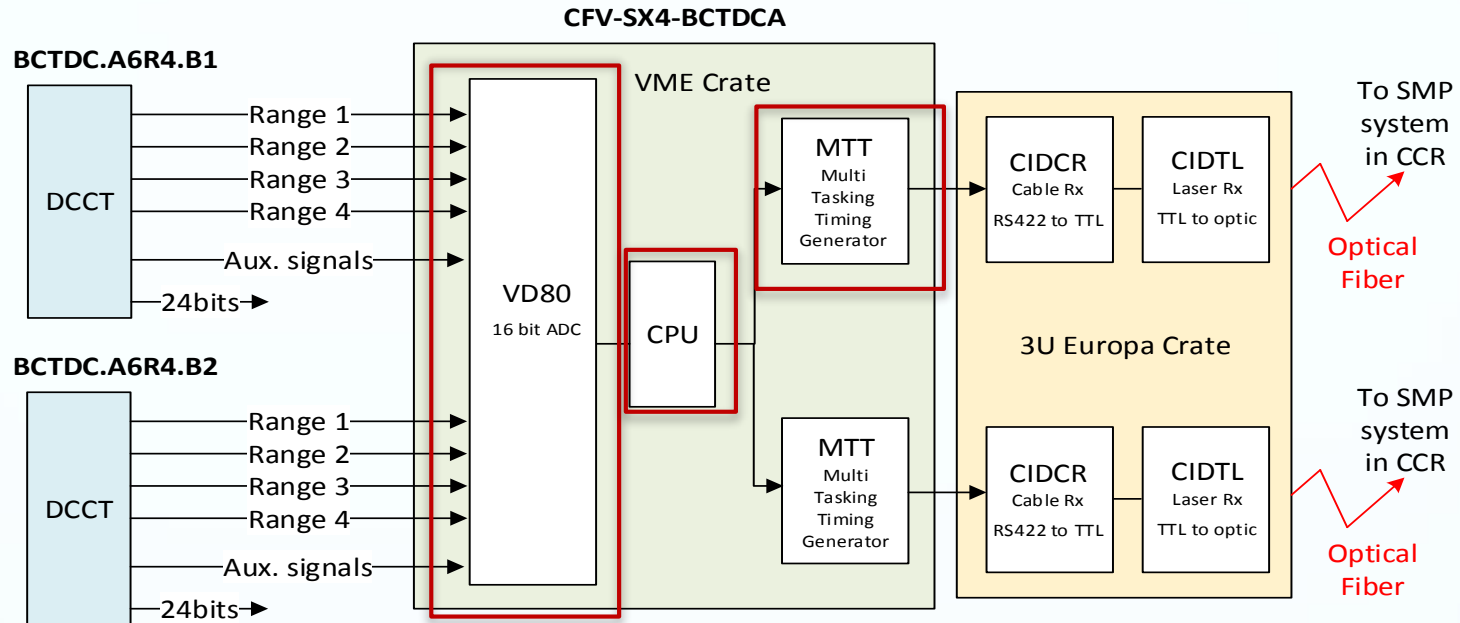 CFV-SX4-BCTDCA
BCTDC.A6R4.B1
DCCT
Range 1
Range 2
Range 3
Range 4
Aux. signals
24bits
BCTDC.A6R4.B2
DCCT
Range 1
Range 2
Range 3
Range 4
Aux. signals
24bits
VME Crate
VD80
16 bit ADC
CPU
MTT
Multi
Tasking
Timing
Generator
MTT
Multi
Tasking
Timing
Generator
CIDCR
Cable Rx
RS422 to TTL
CIDTL
Laser Rx
TTL to optic
3U Europa Crate
CIDCR
Cable Rx
RS422 to TTL
CIDTL
Laser Rx
TTL to optic
To SMP
system
in CCR
Optical
Fiber
To SMP
system
in CCR
Optical
Fiber